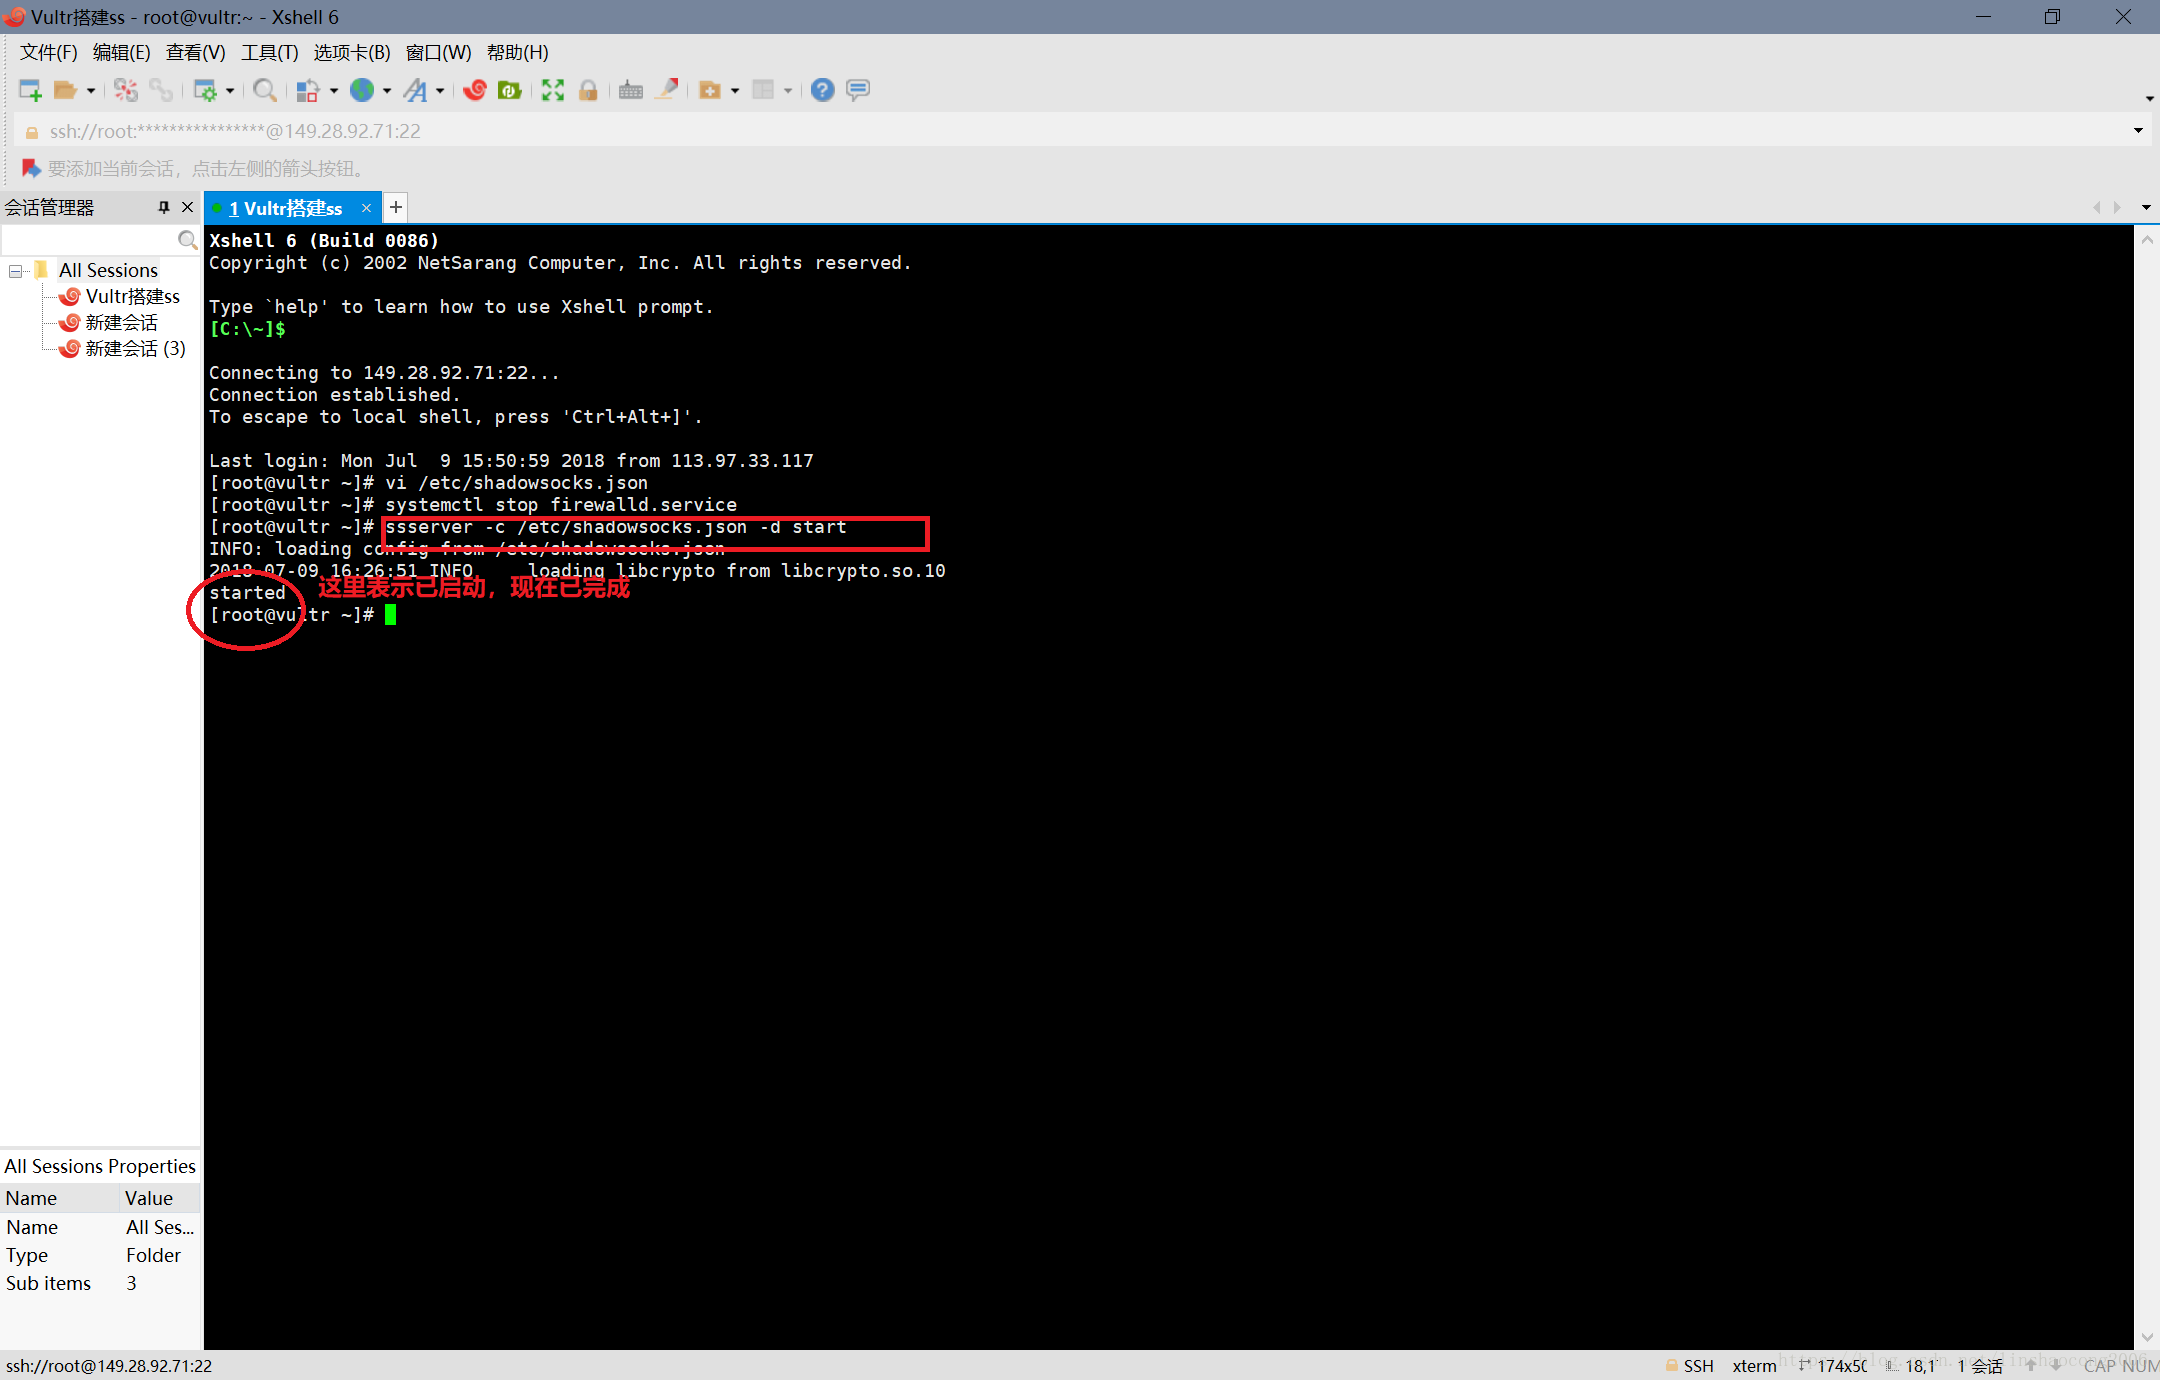 Vultr搭建ss - root@vultr:~ - Xshell 6
文件(F) 编辑(E) 查看(V) 工具(T) 选项卡(B) 窗口(W) 帮助(H)
ssh://root:****************@149.28.92.71:22
要添加当前会话，点击左侧的箭头按钮。
会话管理器
1 Vultr搭建ss
All Sessions
Vultr搭建ss
新建会话
新建会话 (3)
Xshell 6 (Build 0086)
Copyright (c) 2002 NetSarang Computer, Inc. All rights reserved.
Type `help' to learn how to use Xshell prompt.
[C:\~]$
Connecting to 149.28.92.71:22...
Connection established.
To escape to local shell, press 'Ctrl+Alt+]'.
Last login: Mon Jul  9 15:50:59 2018 from 113.97.33.117
[root@vultr ~]# vi /etc/shadowsocks.json
[root@vultr ~]# systemctl stop firewalld.service
[root@vultr ~]# ssserver -c /etc/shadowsocks.json -d start
INFO: loading config from /etc/shadowsocks.json
2018-07-09 16:26:51 INFO     loading libcrypto from libcrypto.so.10
started
这里表示已启动，现在已完成
[root@vultr ~]#
All Sessions Properties
Name Value
Name All Ses...
Type Folder
Sub items 3
ssh://root@149.28.92.71:22
SSH xterm 174x50 18,1 1 会话 CAP NUM